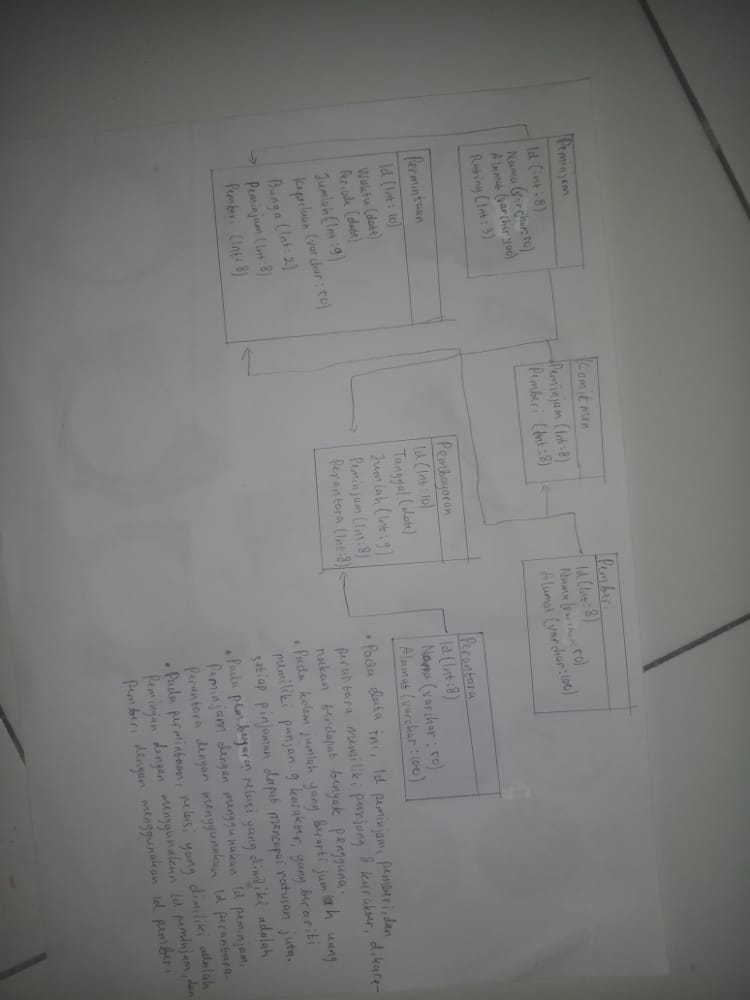 Peminjam
Id (int : 8)
Nama (varchar : 50)
Alamat (varchar 100)
Rating (Int : 3)
Komitmen
Peminjam (Int : 8)
Pemberi (Int : 8)
Pemberi
Id (Int : 8)
Nama (varchar : 50)
Alamat (varchar : 100)
Permintaan
Id (Int : 10)
Waktu (date)
Periode (date)
Jumlah (Int : 9)
Keperluan (varchar : 50)
Bunga (Int : 2)
Peminjam (Int : 8)
Pemberi (Int : 8)
Pembayaran
Id (Int : 10)
Tanggal (date)
Jumlah (Int : 9)
Peminjam (Int : 8)
Perantara (Int : 8)
Perantara
Id (Int : 8)
Nama (varchar : 50)
Alamat (varchar : 100)
• Pada data ini, Id peminjam, pemberi, dan
perantara memiliki panjang 8 karakter, dikare-
nakan terdapat banyak pengguna.
• Pada kolom jumlah yang berarti jumlah uang
memiliki panjan 9 karakter, yang berariti
setiap pinjaman dapat mencapai ratusan juta.
• Pada pembayaran relasi yang dimiliki adalah
Peminjam dengan menggunakan Id peminjam,
Perantara dengan menggunakan Id perantara.
• Pada permintaan, relasi yang dimiliki adalah
Peminjan dengan menggunakan Id peminjam, dan
Pemberi dengan menggunakan id pemberi